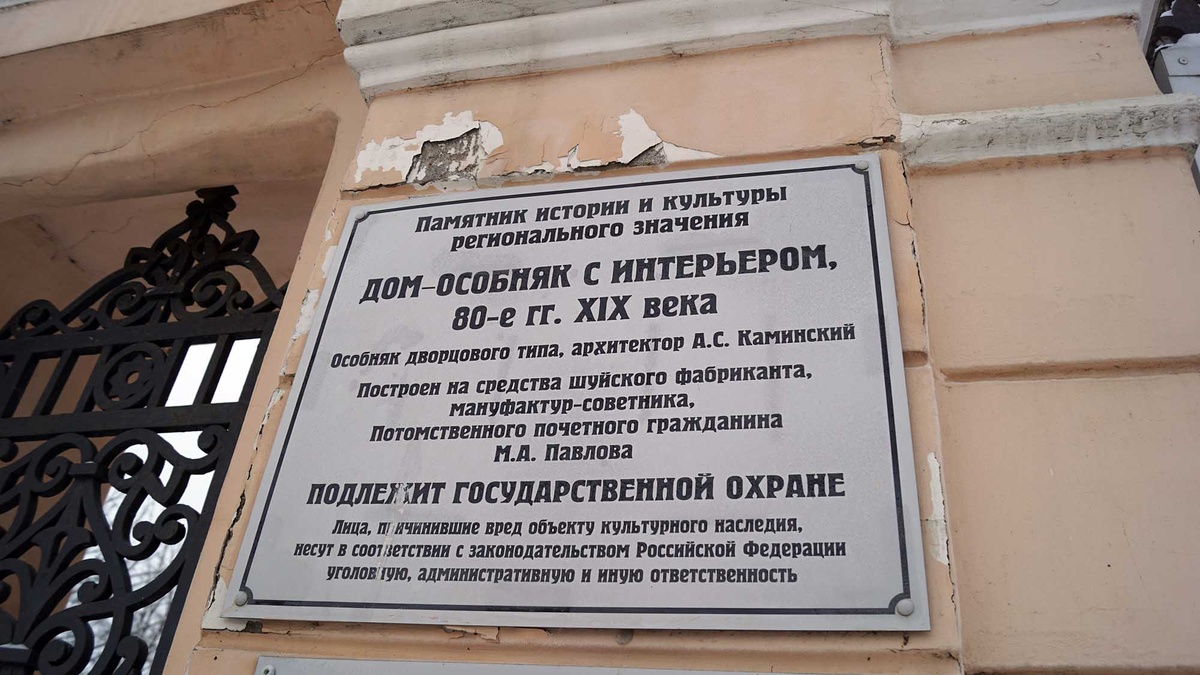 Памятник истории и культуры
регионального значения
ДОМ-ОСОБНЯК С ИНТЕРЬЕРОМ,
80-е гг. XIX века
Особняк дворцового типа, архитектор А.С. Каминский
Построен на средства шуйского фабриканта,
мануфактур-советника,
Потомственного почетного гражданина
М.А. Павлова
ПОДЛЕЖИТ ГОСУДАРСТВЕННОЙ ОХРАНЕ
Лица, причинившие вред объекту культурного наследия,
несут в соответствии с законодательством Российской Федерации
уголовную, административную и иную ответственность